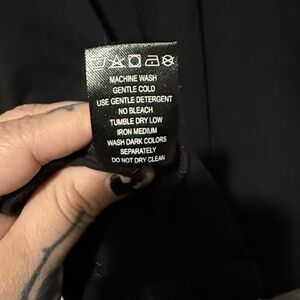 MACHINE WASH
GENTLE COLD
USE GENTLE DETERGENT
NO BLEACH
TUMBLE DRY LOW
IRON MEDIUM
WASH DARK COLORS
SEPARATELY
DO NOT DRY CLEAN